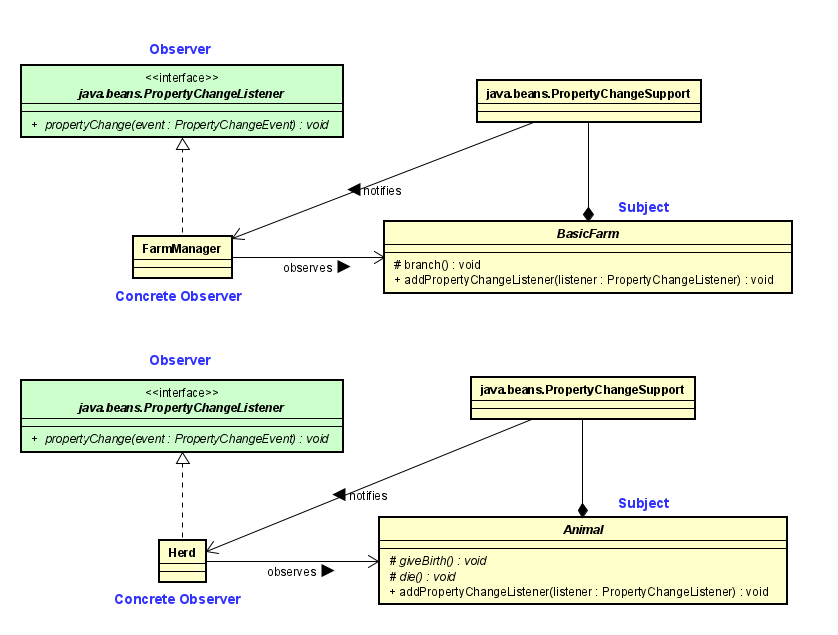 Observer
<<interface>>
java.beans.PropertyChangeListener
+ propertyChange(event : PropertyChangeEvent) : void
java.beans.PropertyChangeSupport
notifies
Subject
BasicFarm
# branch() : void
+ addPropertyChangeListener(listener : PropertyChangeListener) : void
FarmManager
observes
Concrete Observer
Observer
<<interface>>
java.beans.PropertyChangeListener
+ propertyChange(event : PropertyChangeEvent) : void
java.beans.PropertyChangeSupport
notifies
Subject
Animal
# giveBirth() : void
# die() : void
+ addPropertyChangeListener(listener : PropertyChangeListener) : void
Herd
observes
Concrete Observer